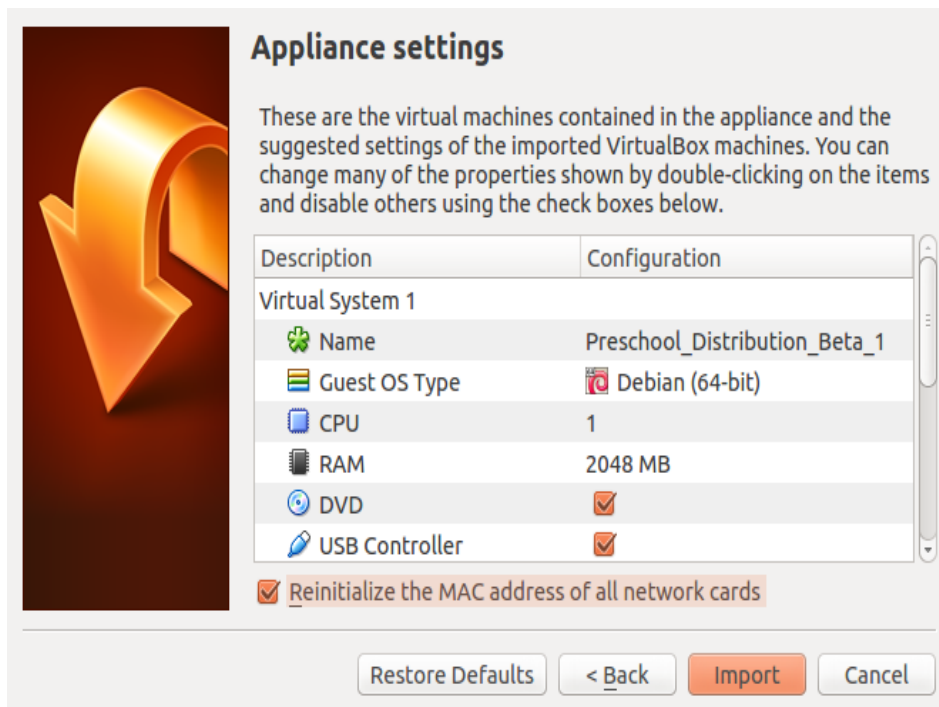 Appliance settings
These are the virtual machines contained in the appliance and the
suggested settings of the imported VirtualBox machines. You can
change many of the properties shown by double-clicking on the items
and disable others using the check boxes below.
Description Configuration
Virtual System 1
Name Preschool_Distribution_Beta_1
Guest OS Type Debian (64-bit)
CPU 1
RAM 2048 MB
DVD
USB Controller
Reinitialize the MAC address of all network cards
Restore Defaults < Back Import Cancel